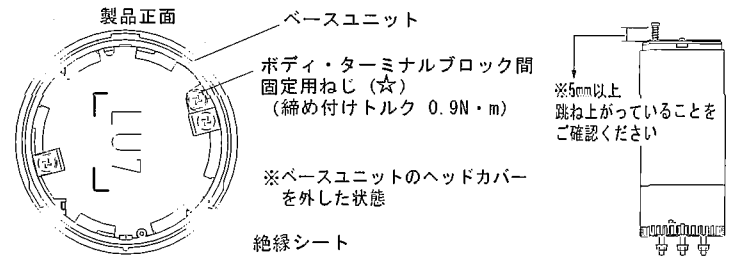 製品正面
ベースユニット
ボディ・ターミナルブロック間
固定用ねじ（☆）
（締め付けトルク 0.9N・m）
※5mm以上
跳ね上がっていることを
ご確認ください
LU7
※ベースユニットのヘッドカバー
を外した状態
絶縁シート